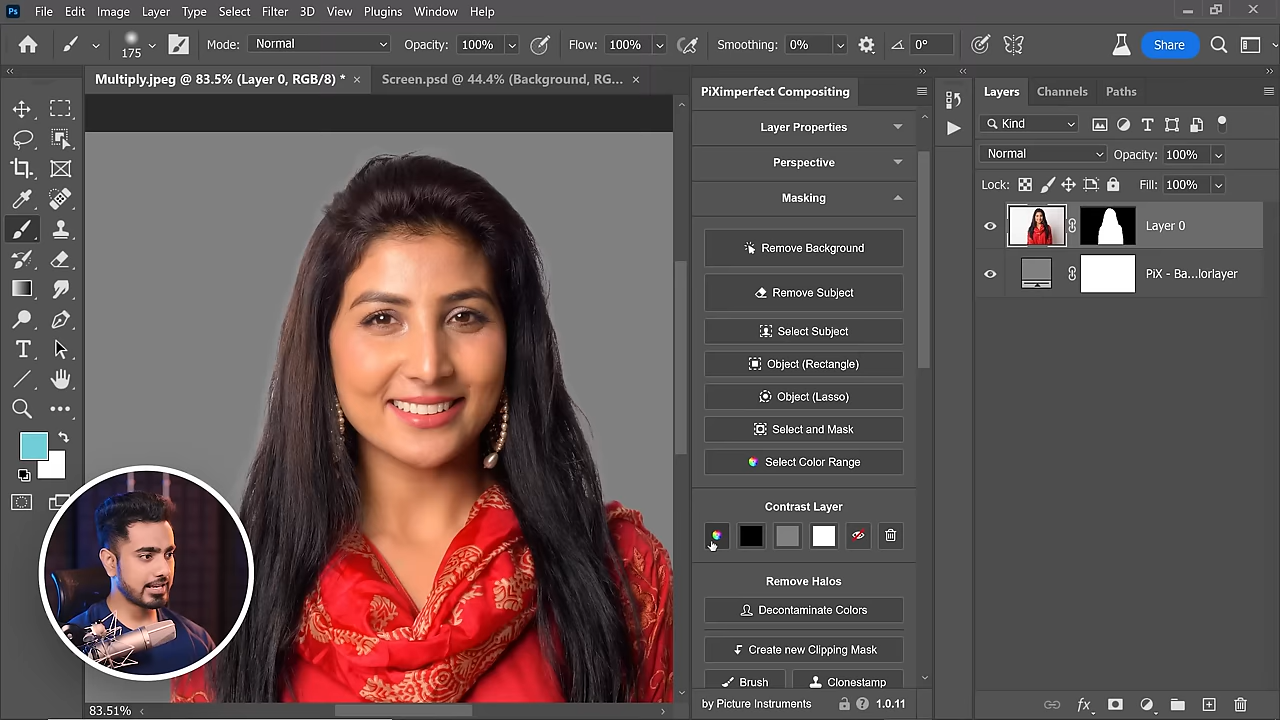 Ps File Edit Image Layer Type Select Filter 3D View Plugins Window Help
175 Mode: Normal Opacity: 100% Flow: 100% Smoothing: 0% 0° Share
Multiply.jpeg @ 83.5% (Layer 0, RGB/8) * × Screen.psd @ 44.4% (Background, RG... ×
PiXimperfect Compositing
Layer Properties
Perspective
Masking
Remove Background
Remove Subject
Select Subject
Object (Rectangle)
Object (Lasso)
Select and Mask
Select Color Range
Contrast Layer
Remove Halos
Decontaminate Colors
Create new Clipping Mask
Brush Clonestamp
by Picture Instruments 1.0.11
Layers Channels Paths
Kind
Normal Opacity: 100%
Lock: Fill: 100%
Layer 0
PiX - Ba...lorlayer
83.51%